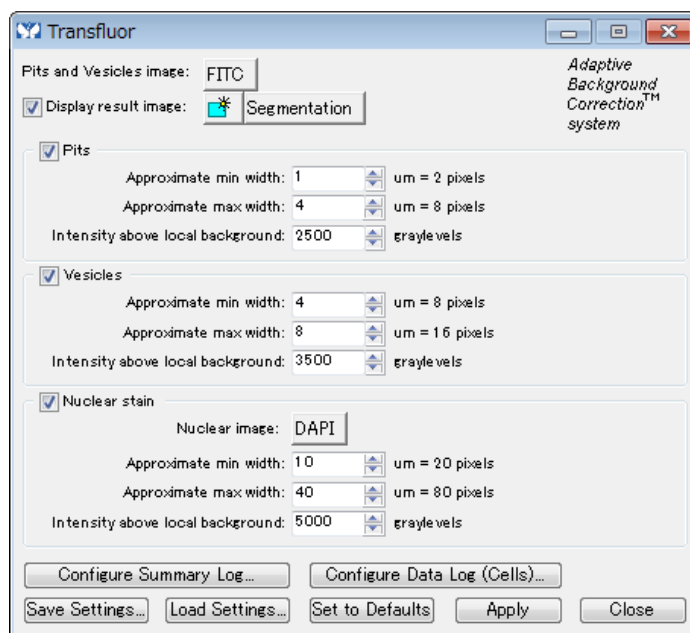 Transfluor
Pits and Vesicles image: FITC
Adaptive
Background
Correction™
system
Display result image: Segmentation
Pits
Approximate min width: 1 um = 2 pixels
Approximate max width: 4 um = 8 pixels
Intensity above local background: 2500 graylevels
Vesicles
Approximate min width: 4 um = 8 pixels
Approximate max width: 8 um = 16 pixels
Intensity above local background: 3500 graylevels
Nuclear stain
Nuclear image: DAPI
Approximate min width: 10 um = 20 pixels
Approximate max width: 40 um = 80 pixels
Intensity above local background: 5000 graylevels
Configure Summary Log... Configure Data Log (Cells)...
Save Settings... Load Settings... Set to Defaults Apply Close